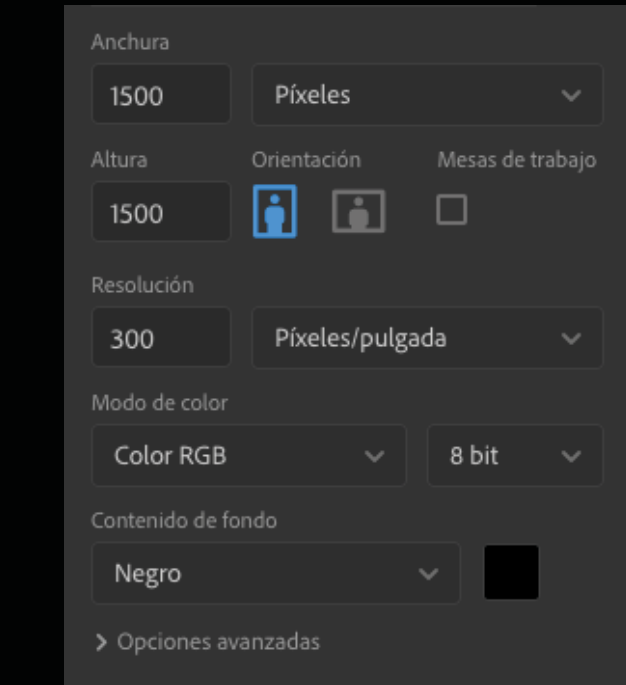 Anchura
1500 Píxeles
Altura Orientación Mesas de trabajo
1500
Resolución
300 Píxeles/pulgada
Modo de color
Color RGB 8 bit
Contenido de fondo
Negro
Opciones avanzadas